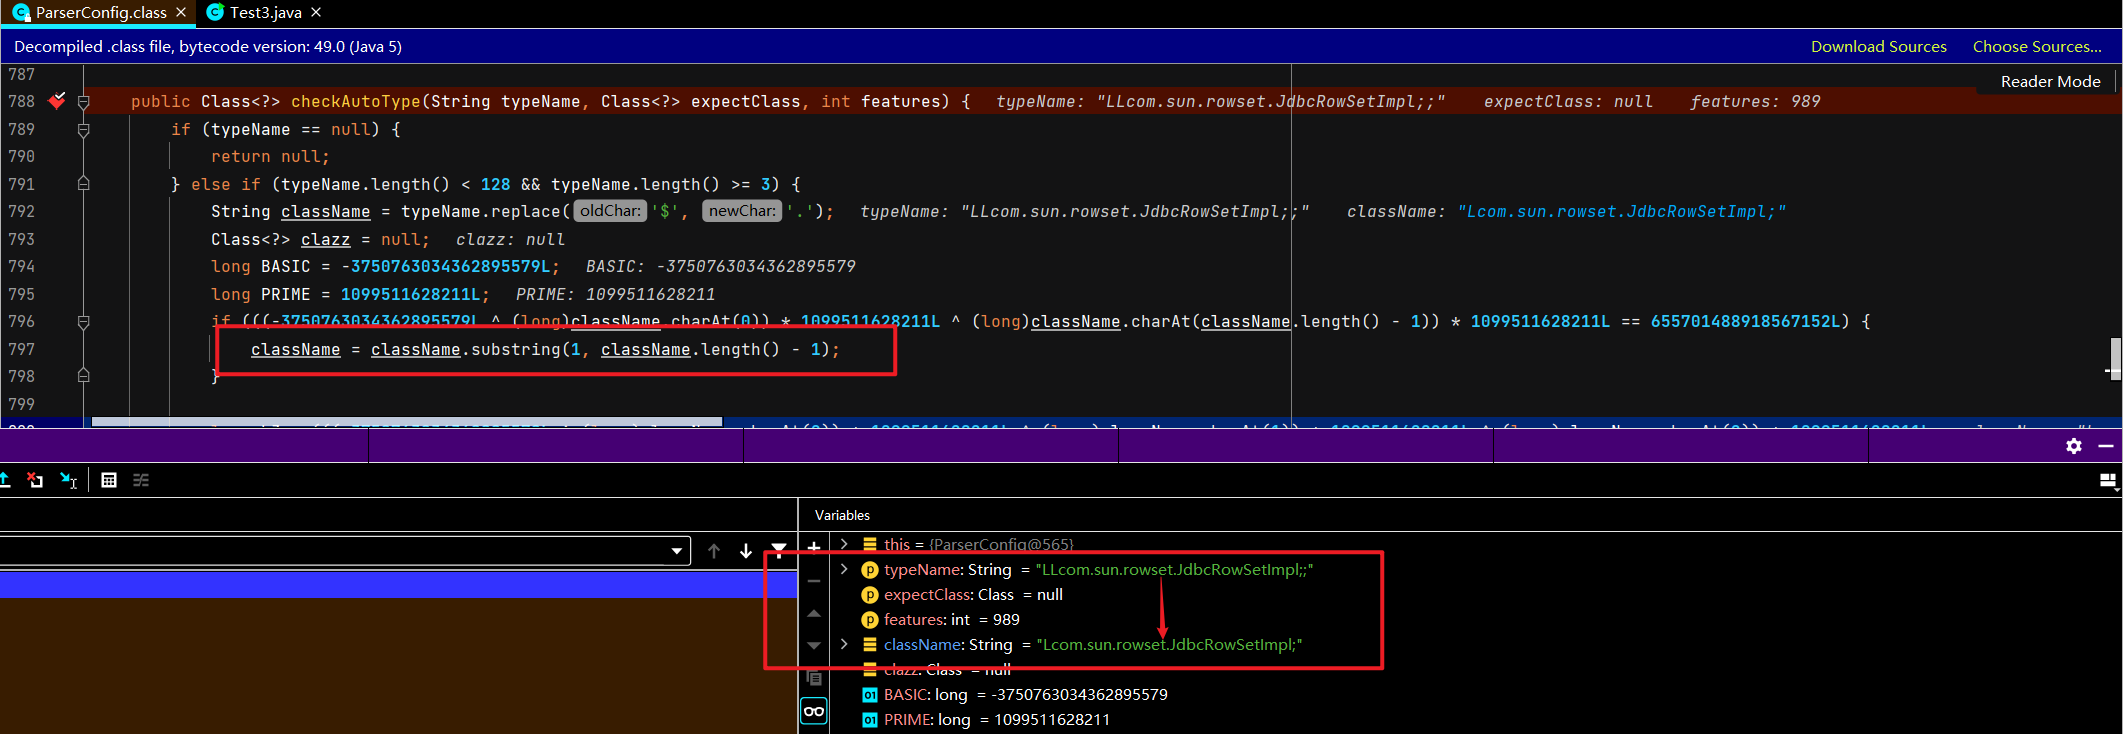 ParserConfig.class × Test3.java ×
Decompiled .class file, bytecode version: 49.0 (Java 5) Download Sources Choose Sources...
787
Reader Mode
788 public Class<?> checkAutoType(String typeName, Class<?> expectClass, int features) { typeName: "LLcom.sun.rowset.JdbcRowSetImpl;;" expectClass: null features: 989
789 if (typeName == null) {
790 return null;
791 } else if (typeName.length() < 128 && typeName.length() >= 3) {
792 String className = typeName.replace( oldChar: '$', newChar: '.'); typeName: "LLcom.sun.rowset.JdbcRowSetImpl;;" className: "Lcom.sun.rowset.JdbcRowSetImpl;"
793 Class<?> clazz = null; clazz: null
794 long BASIC = -3750763034362895579L; BASIC: -3750763034362895579
795 long PRIME = 1099511628211L; PRIME: 1099511628211
796 if (((-3750763034362895579L ^ (long)className.charAt(0)) * 1099511628211L ^ (long)className.charAt(className.length() - 1)) * 1099511628211L == 655701488918567152L) {
797 className = className.substring(1, className.length() - 1);
798 }
799
Variables
this = {ParserConfig@565}
typeName: String = "LLcom.sun.rowset.JdbcRowSetImpl;;"
expectClass: Class = null
features: int = 989
className: String = "Lcom.sun.rowset.JdbcRowSetImpl;"
clazz: Class = null
BASIC: long = -3750763034362895579
PRIME: long = 1099511628211